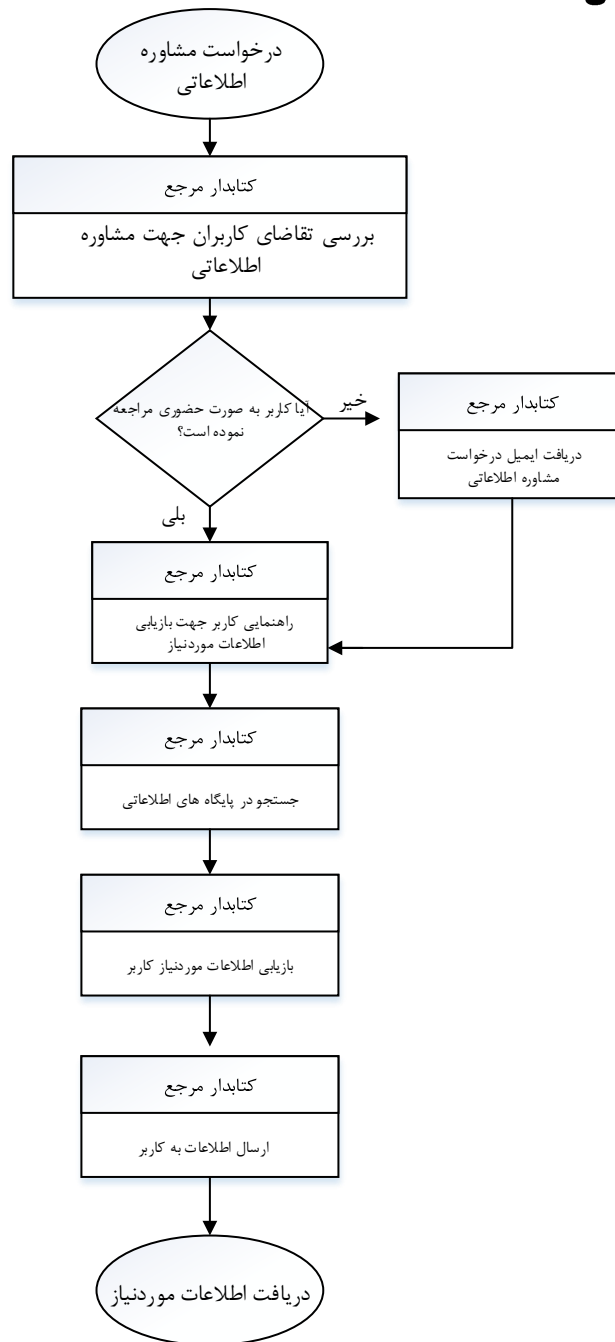 درخواست مشاوره
اطلاعاتی
کتابدار مرجع
بررسی تقاضای کاربران جهت مشاوره
اطلاعاتی
آیا کاربر به صورت حضوری مراجعه
نموده است؟
خیر
کتابدار مرجع
دریافت ایمیل درخواست
مشاوره اطلاعاتی
بلی
کتابدار مرجع
راهنمایی کاربر جهت بازیابی
اطلاعات موردنیاز
کتابدار مرجع
جستجو در پایگاه های اطلاعاتی
کتابدار مرجع
بازیابی اطلاعات موردنیاز کاربر
کتابدار مرجع
ارسال اطلاعات به کاربر
دریافت اطلاعات موردنیاز